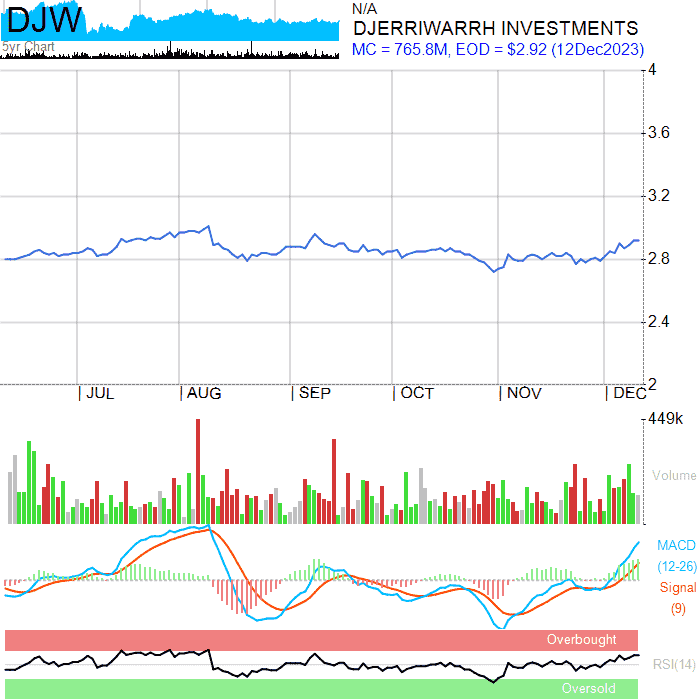 DJW
5yr Chart
N/A
DJERRIWARRH INVESTMENTS
MC = 765.8M, EOD = $2.92 (12Dec2023)
4
3.6
3.2
2.8
2.4
2
| JUL | AUG | SEP | OCT | NOV | DEC
449k
Volume
MACD
(12-26)
Signal
(9)
Overbought
RSI(14)
Oversold